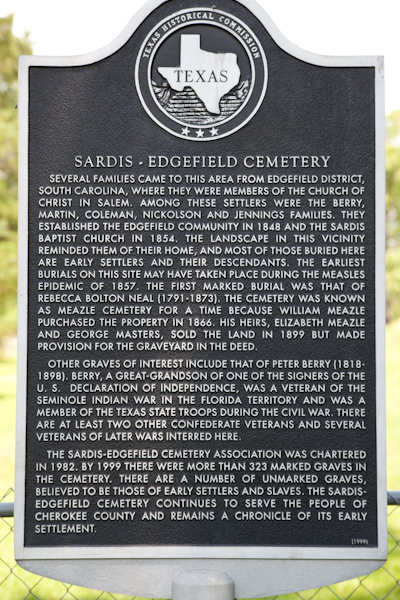 TEXAS HISTORICAL COMMISSION
TEXAS
SARDIS - EDGEFIELD CEMETERY
SEVERAL FAMILIES CAME TO THIS AREA FROM EDGEFIELD DISTRICT,
SOUTH CAROLINA, WHERE THEY WERE MEMBERS OF THE CHURCH OF
CHRIST IN SALEM. AMONG THESE SETTLERS WERE THE BERRY,
MARTIN, COLEMAN, NICKOLSON AND JENNINGS FAMILIES. THEY
ESTABLISHED THE EDGEFIELD COMMUNITY IN 1848 AND THE SARDIS
BAPTIST CHURCH IN 1854. THE LANDSCAPE IN THIS VICINITY
REMINDED THEM OF THEIR HOME, AND MOST OF THOSE BURIED HERE
ARE EARLY SETTLERS AND THEIR DESCENDANTS. THE EARLIEST
BURIALS ON THIS SITE MAY HAVE TAKEN PLACE DURING THE MEASLES
EPIDEMIC OF 1857. THE FIRST MARKED BURIAL WAS THAT OF
REBECCA BOLTON NEAL (1791-1873). THE CEMETERY WAS KNOWN
AS MEAZLE CEMETERY FOR A TIME BECAUSE WILLIAM MEAZLE
PURCHASED THE PROPERTY IN 1866. HIS HEIRS, ELIZABETH MEAZLE
AND GEORGE MASTERS, SOLD THE LAND IN 1899 BUT MADE
PROVISION FOR THE GRAVEYARD IN THE DEED.
OTHER GRAVES OF INTEREST INCLUDE THAT OF PETER BERRY (1818-
1898). BERRY, A GREAT-GRANDSON OF ONE OF THE SIGNERS OF THE
U. S. DECLARATION OF INDEPENDENCE, WAS A VETERAN OF THE
SEMINOLE INDIAN WAR IN THE FLORIDA TERRITORY AND WAS A
MEMBER OF THE TEXAS STATE TROOPS DURING THE CIVIL WAR. THERE
ARE AT LEAST TWO OTHER CONFEDERATE VETERANS AND SEVERAL
VETERANS OF LATER WARS INTERRED HERE.
THE SARDIS-EDGEFIELD CEMETERY ASSOCIATION WAS CHARTERED
IN 1982. BY 1999 THERE WERE MORE THAN 323 MARKED GRAVES IN
THE CEMETERY. THERE ARE A NUMBER OF UNMARKED GRAVES,
BELIEVED TO BE THOSE OF EARLY SETTLERS AND SLAVES. THE SARDIS-
EDGEFIELD CEMETERY CONTINUES TO SERVE THE PEOPLE OF
CHEROKEE COUNTY AND REMAINS A CHRONICLE OF ITS EARLY
SETTLEMENT.
(1999)